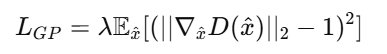 $L_{GP} = \lambda \mathbb{E}_{\hat{x}}[(||\nabla_{\hat{x}} D(\hat{x})||_2 - 1)^2]$